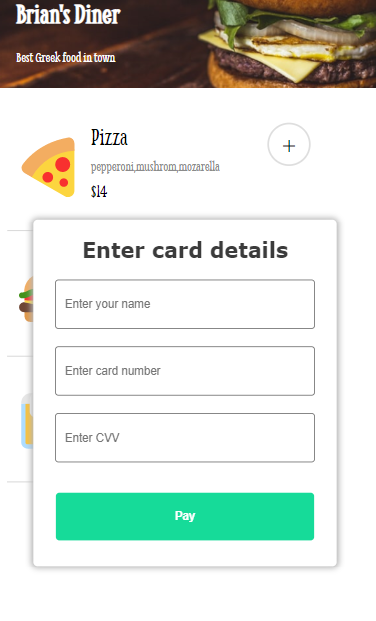 Brian's Diner
Best Greek food in town
Pizza
pepperoni,mushrom,mozarella
$14
+
Enter card details
Enter your name
Enter card number
Enter CVV
Pay